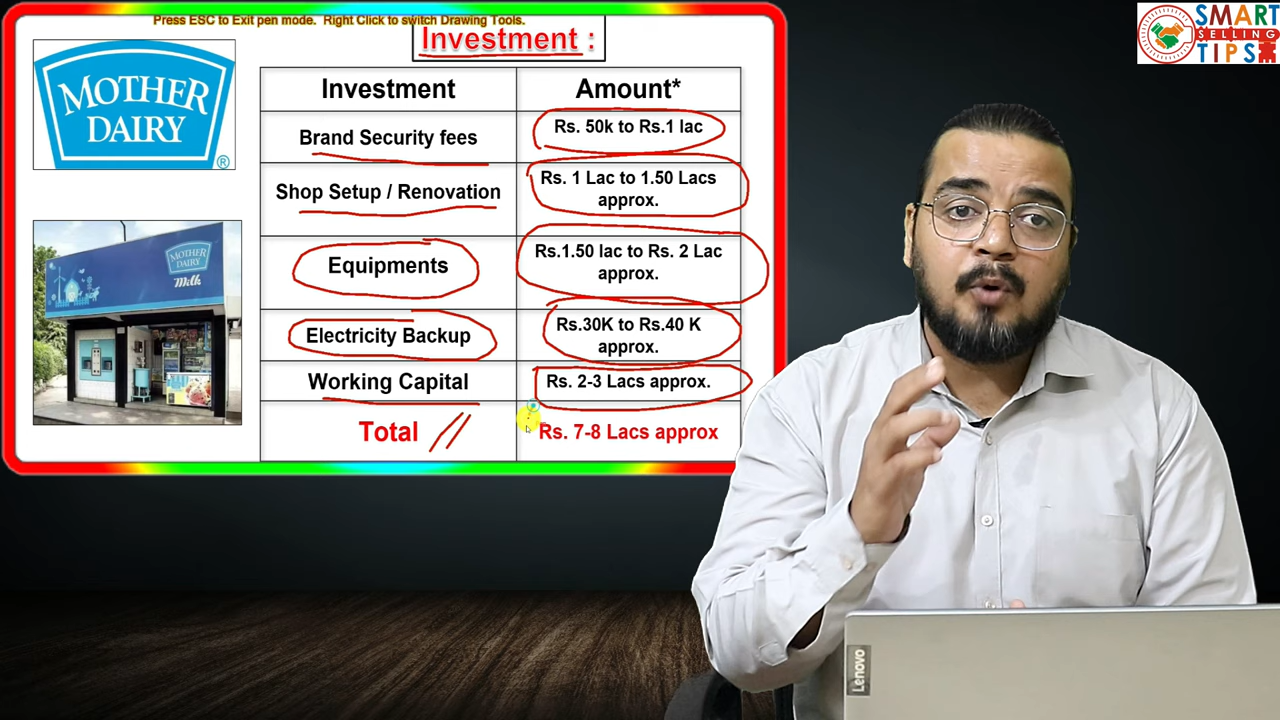 Press ESC to Exit pen mode. Right Click to switch Drawing Tools.
Investment :
MOTHER
DAIRY
®
Investment
Amount*
Brand Security fees
Rs. 50k to Rs.1 lac
Shop Setup / Renovation
Rs. 1 Lac to 1.50 Lacs
approx.
Equipments
Rs.1.50 lac to Rs. 2 Lac
approx.
Electricity Backup
Rs.30K to Rs.40 K
approx.
Working Capital
Rs. 2-3 Lacs approx.
Total
Rs. 7-8 Lacs approx
MOTHER
DAIRY
Milk
SMART
SELLING
TIPS
Lenovo